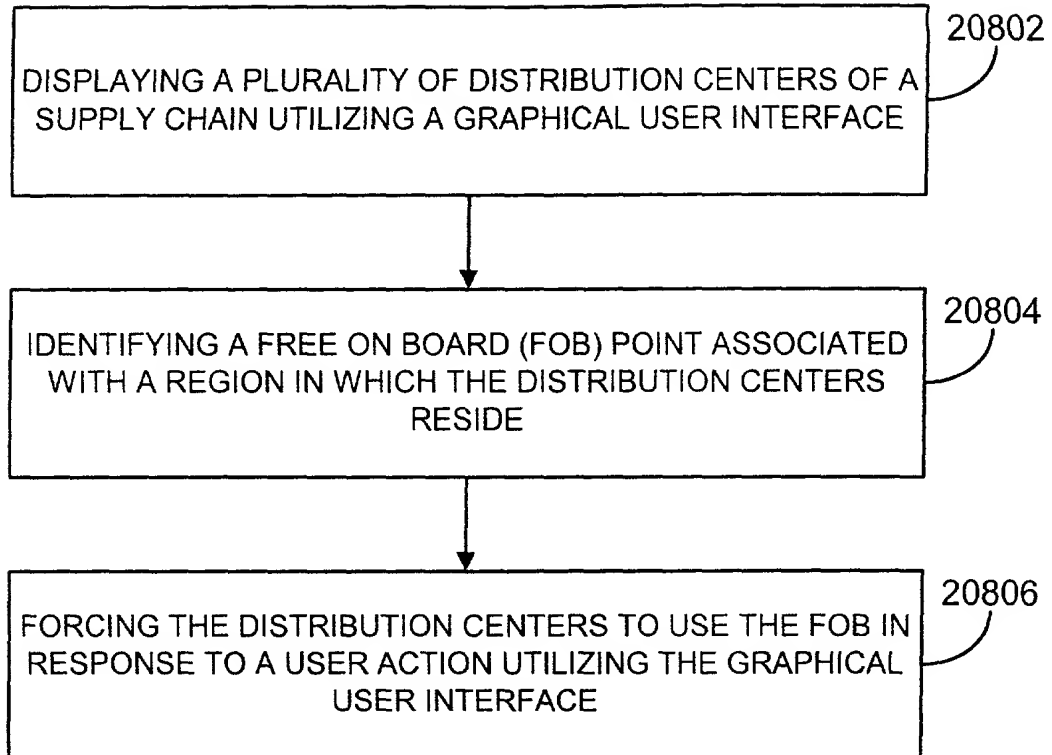 20802
DISPLAYING A PLURALITY OF DISTRIBUTION CENTERS OF A
SUPPLY CHAIN UTILIZING A GRAPHICAL USER INTERFACE
20804
IDENTIFYING A FREE ON BOARD (FOB) POINT ASSOCIATED
WITH A REGION IN WHICH THE DISTRIBUTION CENTERS
RESIDE
20806
FORCING THE DISTRIBUTION CENTERS TO USE THE FOB IN
RESPONSE TO A USER ACTION UTILIZING THE GRAPHICAL
USER INTERFACE